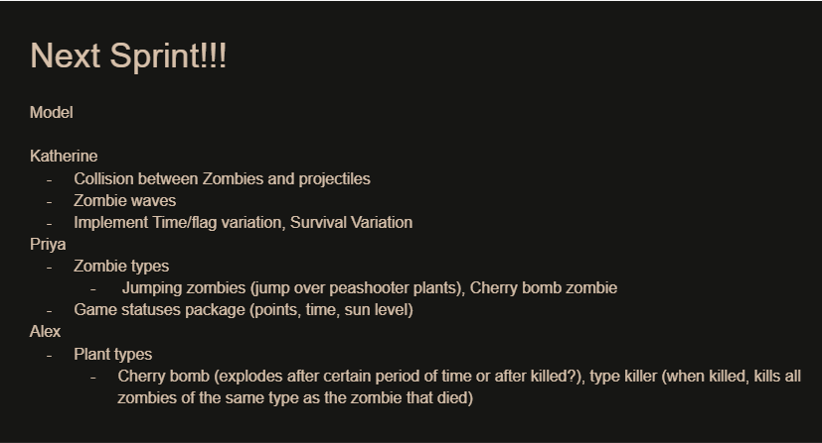 Next Sprint!!!
Model
Katherine
- Collision between Zombies and projectiles
- Zombie waves
- Implement Time/flag variation, Survival Variation
Priya
- Zombie types
- Jumping zombies (jump over peashooter plants), Cherry bomb zombie
- Game statuses package (points, time, sun level)
Alex
- Plant types
- Cherry bomb (explodes after certain period of time or after killed?), type killer (when killed, kills all
zombies of the same type as the zombie that died)